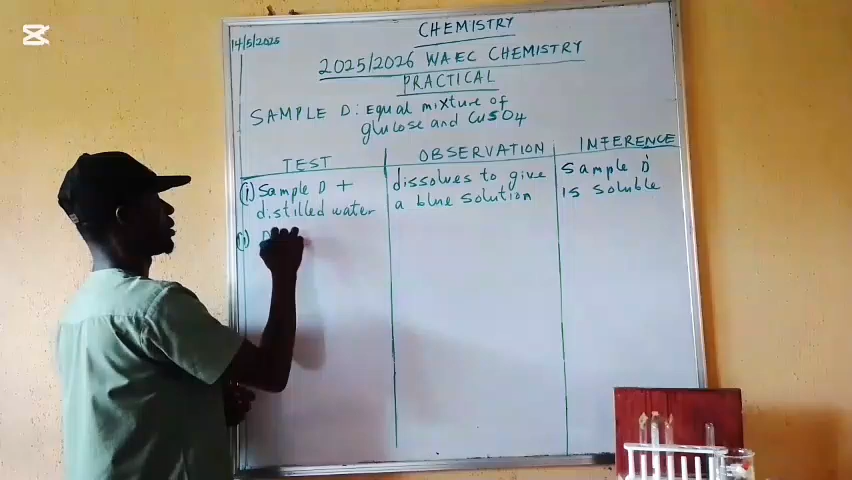 14/5/2025
CHEMISTRY
2025/2026 WAEC CHEMISTRY
PRACTICAL
SAMPLE D: Equal mixture of
glucose and CuSO4
TEST
OBSERVATION
INFERENCE
(i) Sample D +
distilled water
dissolves to give
a blue solution
Sample D
is soluble
(ii)